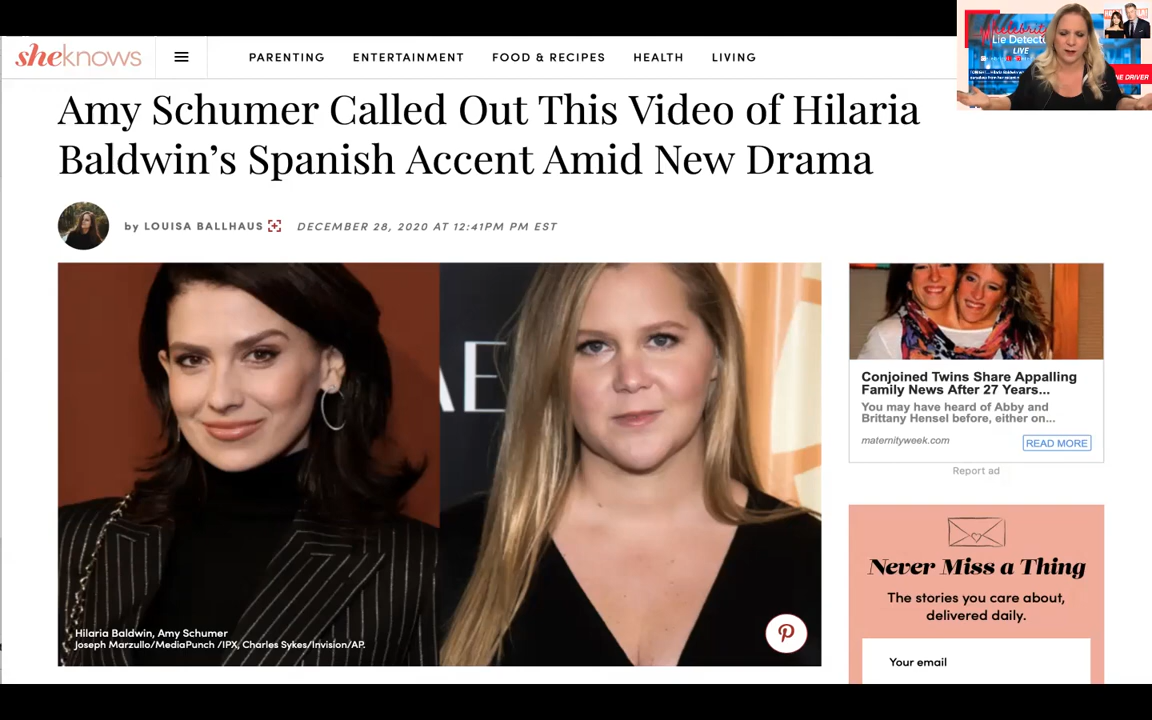 sheknows
PARENTING ENTERTAINMENT FOOD & RECIPES HEALTH LIVING
Lie Detector
LIVE
NE DRIVER
Amy Schumer Called Out This Video of Hilaria
Baldwin's Spanish Accent Amid New Drama
by LOUISA BALLHAUS DECEMBER 28, 2020 AT 12:41PM PM EST
AE
Hilaria Baldwin, Amy Schumer
Joseph Marzullo/MediaPunch /IPX, Charles Sykes/Invision/AP.
Conjoined Twins Share Appalling
Family News After 27 Years...
You may have heard of Abby and
Brittany Hensel before, either on...
maternityweek.com
READ MORE
Report ad
Never Miss a Thing
The stories you care about,
delivered daily.
Your email